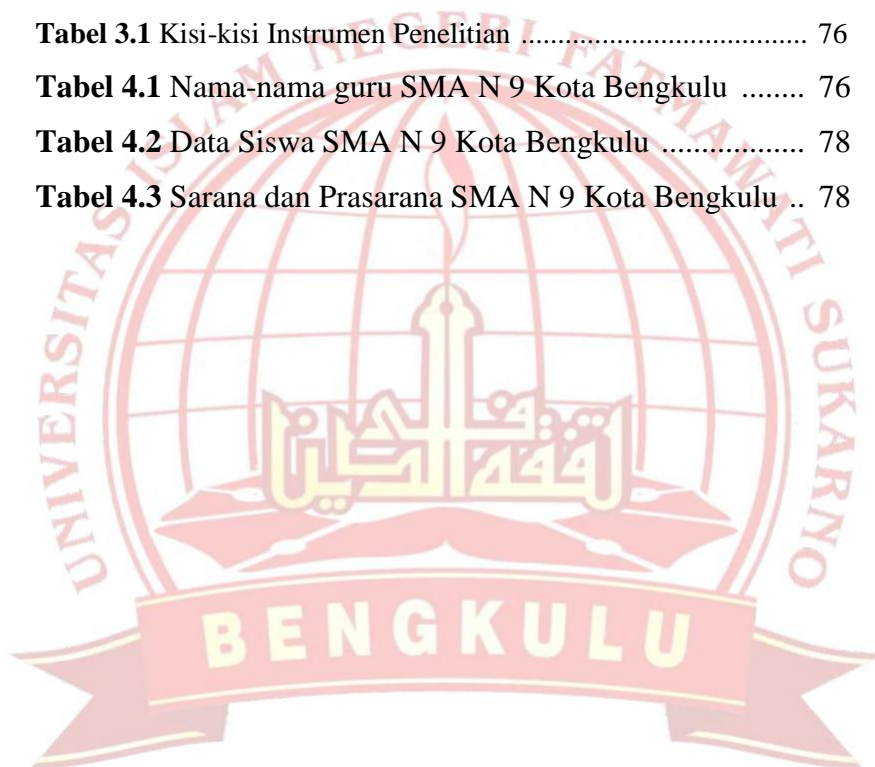 Tabel 3.1 Kisi-kisi Instrumen Penelitian ..................................... 76
Tabel 4.1 Nama-nama guru SMA N 9 Kota Bengkulu ........ 76
Tabel 4.2 Data Siswa SMA N 9 Kota Bengkulu .................. 78
Tabel 4.3 Sarana dan Prasarana SMA N 9 Kota Bengkulu .. 78
UNIVERSITAS ISLAM NEGERI FATMAWATI SUKARNO
BENGKULU